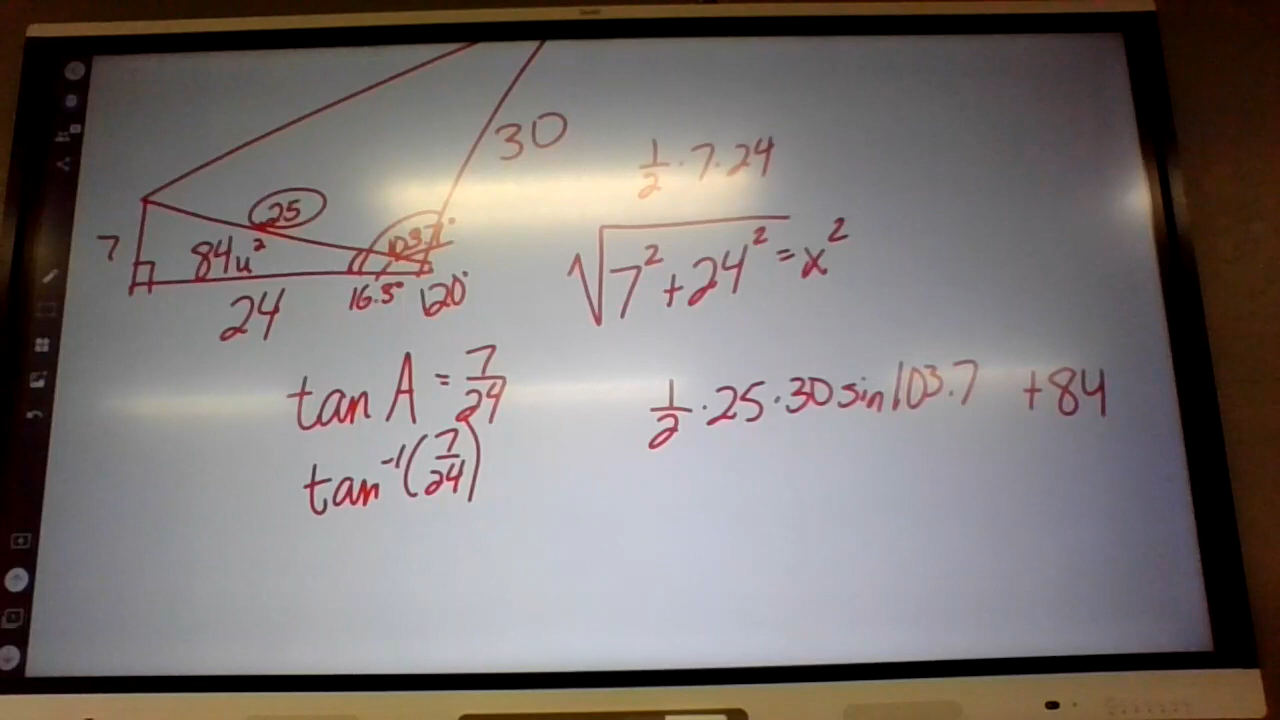 30
1/2 · 7 · 24
25
7
84u²
103.7°
24
16.3°
120°
√7² + 24² = x²
tan A = 7/24
1/2 · 25 · 30 sin 103.7 + 84
tan⁻¹(7/24)